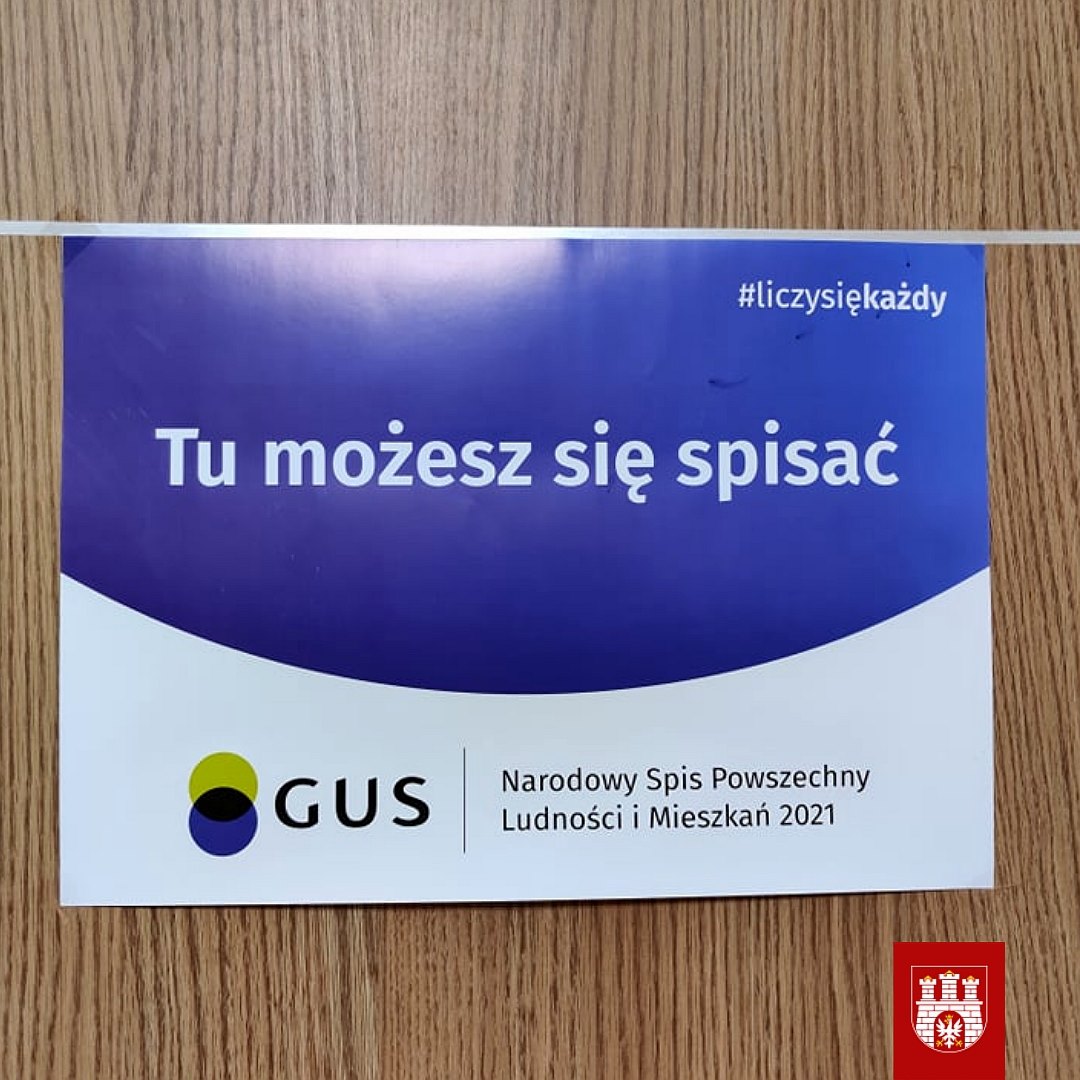 #liczysiękażdy
Tu możesz się spisać
GUS
Narodowy Spis Powszechny
Ludności i Mieszkań 2021